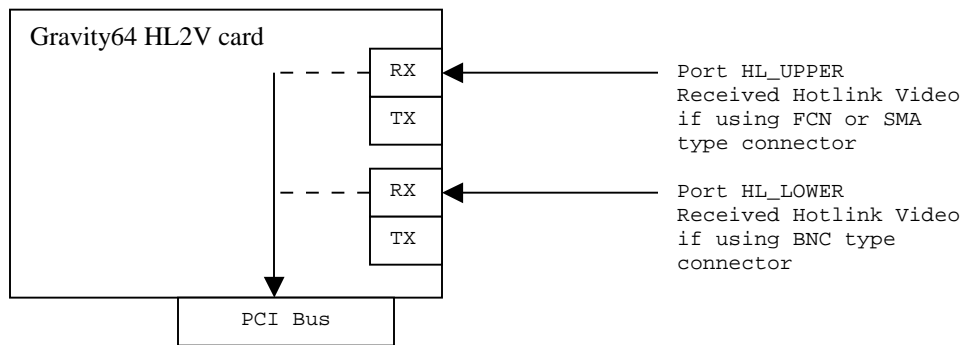 Gravity64 HL2V card
RX
TX
Port HL_UPPER
Received Hotlink Video
if using FCN or SMA
type connector
RX
TX
Port HL_LOWER
Received Hotlink Video
if using BNC type
connector
PCI Bus